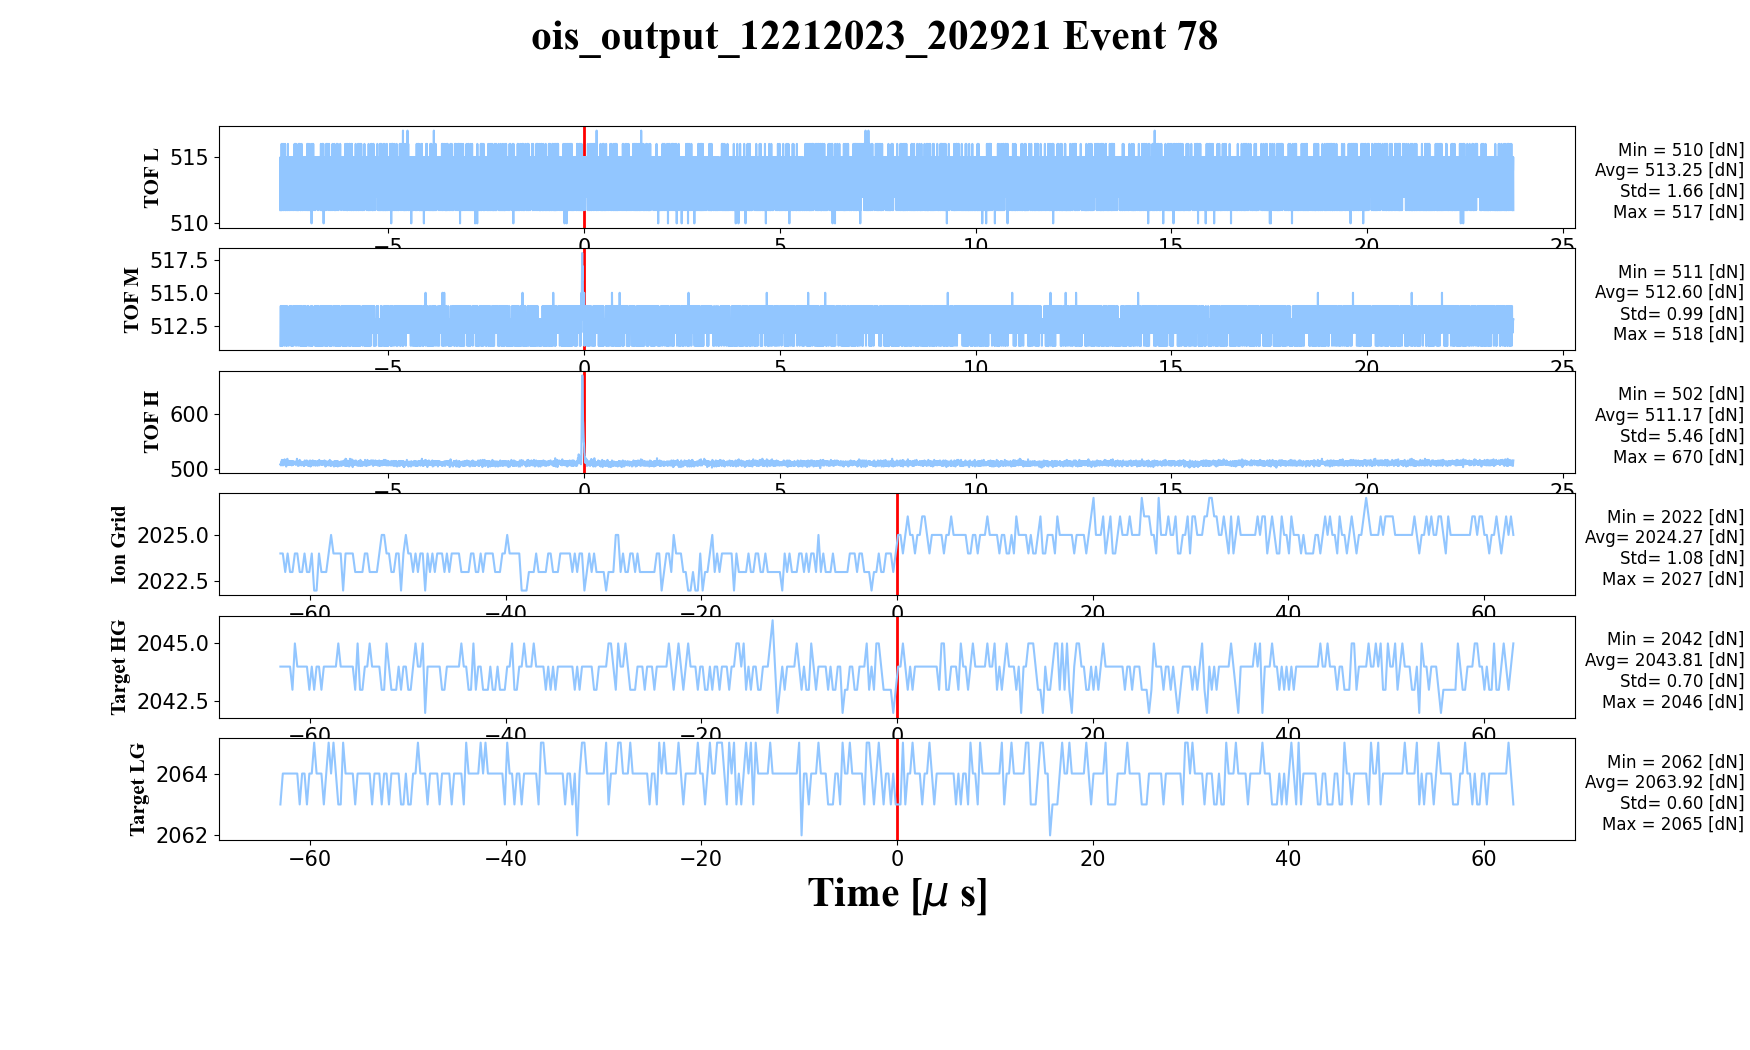 ois_output_12212023_202921 Event 78
TOF L
515
510
Min = 510 [dN]
Avg= 513.25 [dN]
Std= 1.66 [dN]
Max = 517 [dN]
−5 0 5 10 15 20 25
TOF M
517.5
515.0
512.5
Min = 511 [dN]
Avg= 512.60 [dN]
Std= 0.99 [dN]
Max = 518 [dN]
−5 0 5 10 15 20 25
TOF H
600
500
Min = 502 [dN]
Avg= 511.17 [dN]
Std= 5.46 [dN]
Max = 670 [dN]
−5 0 5 10 15 20 25
Ion Grid
2025.0
2022.5
Min = 2022 [dN]
Avg= 2024.27 [dN]
Std= 1.08 [dN]
Max = 2027 [dN]
−60 −40 −20 0 20 40 60
Target HG
2045.0
2042.5
Min = 2042 [dN]
Avg= 2043.81 [dN]
Std= 0.70 [dN]
Max = 2046 [dN]
−60 −40 −20 0 20 40 60
Target LG
2064
2062
Min = 2062 [dN]
Avg= 2063.92 [dN]
Std= 0.60 [dN]
Max = 2065 [dN]
−60 −40 −20 0 20 40 60
Time [μ s]